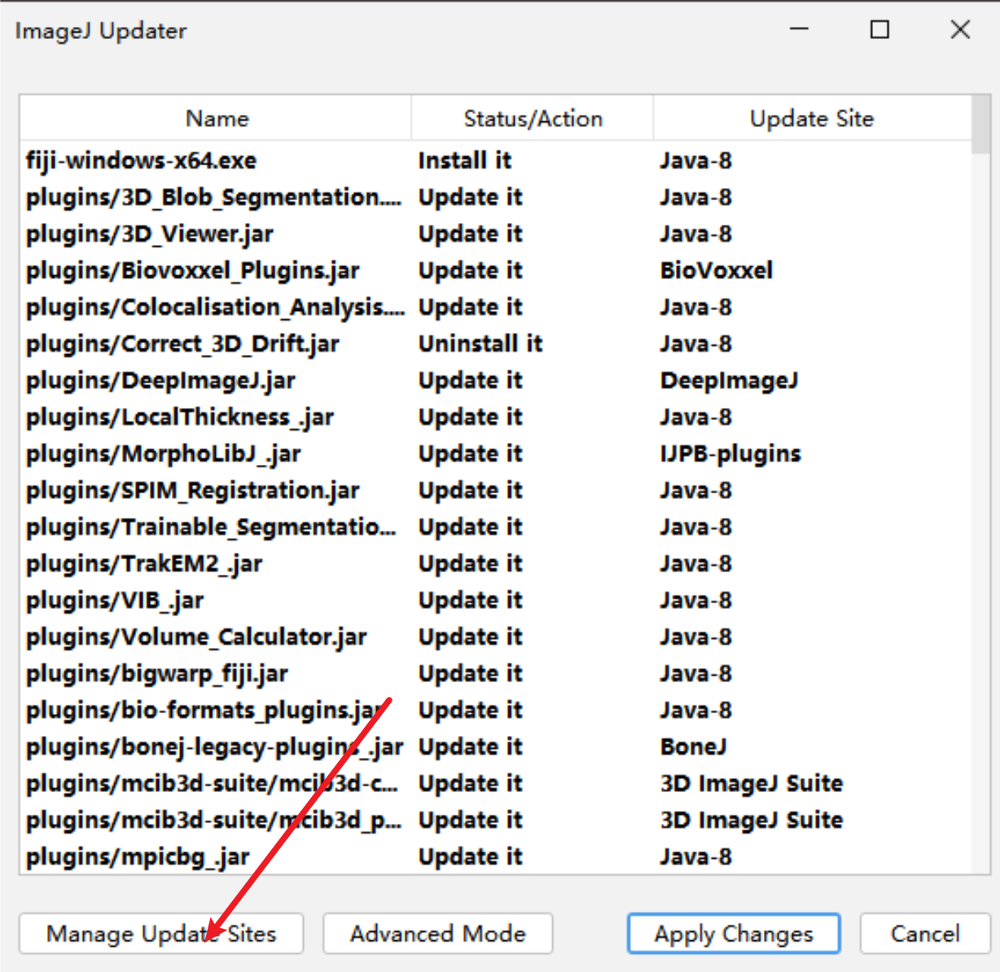 ImageJ Updater
Name Status/Action Update Site
fiji-windows-x64.exe Install it Java-8
plugins/3D_Blob_Segmentation.... Update it Java-8
plugins/3D_Viewer.jar Update it Java-8
plugins/Biovoxxel_Plugins.jar Update it BioVoxxel
plugins/Colocalisation_Analysis.... Update it Java-8
plugins/Correct_3D_Drift.jar Uninstall it Java-8
plugins/DeepImageJ.jar Update it DeepImageJ
plugins/LocalThickness_.jar Update it Java-8
plugins/MorphoLibJ_.jar Update it IJPB-plugins
plugins/SPIM_Registration.jar Update it Java-8
plugins/Trainable_Segmentatio... Update it Java-8
plugins/TrakEM2_.jar Update it Java-8
plugins/VIB_.jar Update it Java-8
plugins/Volume_Calculator.jar Update it Java-8
plugins/bigwarp_fiji.jar Update it Java-8
plugins/bio-formats_plugins.jar Update it Java-8
plugins/bonej-legacy-plugins_.jar Update it BoneJ
plugins/mcib3d-suite/mcib3d-c... Update it 3D ImageJ Suite
plugins/mcib3d-suite/mcib3d_p... Update it 3D ImageJ Suite
plugins/mpicbg_.jar Update it Java-8
Manage Update Sites Advanced Mode Apply Changes Cancel